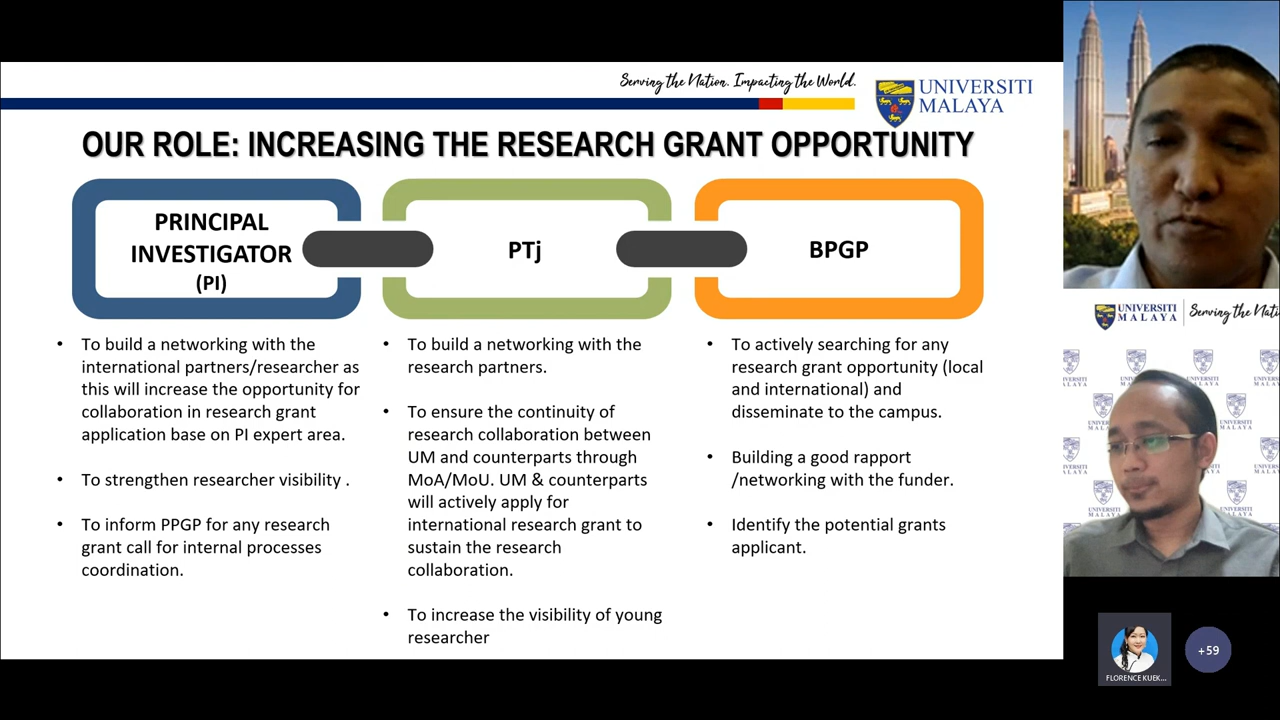 Serving the Nation. Impacting the World.
UNIVERSITI
MALAYA
OUR ROLE: INCREASING THE RESEARCH GRANT OPPORTUNITY
PRINCIPAL
INVESTIGATOR
(PI)
PTj
BPGP
• To build a networking with the
international partners/researcher as
this will increase the opportunity for
collaboration in research grant
application base on PI expert area.
• To strengthen researcher visibility .
• To inform PPGP for any research
grant call for internal processes
coordination.
• To build a networking with the
research partners.
• To ensure the continuity of
research collaboration between
UM and counterparts through
MoA/MoU. UM & counterparts
will actively apply for
international research grant to
sustain the research
collaboration.
• To increase the visibility of young
researcher
• To actively searching for any
research grant opportunity (local
and international) and
disseminate to the campus.
• Building a good rapport
/networking with the funder.
• Identify the potential grants
applicant.
UNIVERSITI
MALAYA
Serving the Nati
FLORENCE KUEK...
+59